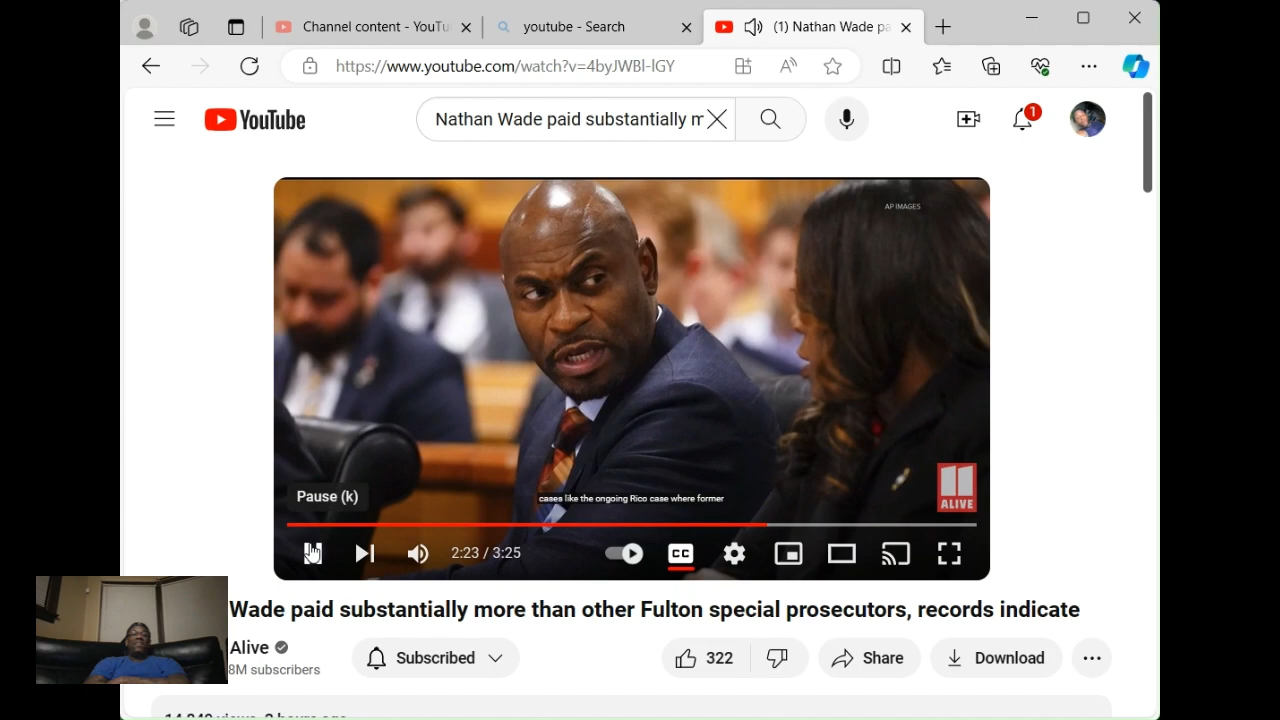 Channel content - YouTu
youtube - Search
(1) Nathan Wade pa
https://www.youtube.com/watch?v=4byJWBl-lGY
YouTube
Nathan Wade paid substantially m
1
AP IMAGES
cases like the ongoing Rico case where former
11
ALIVE
Pause (k)
2:23 / 3:25
CC
Wade paid substantially more than other Fulton special prosecutors, records indicate
Alive
8M subscribers
Subscribed
322
Share
Download